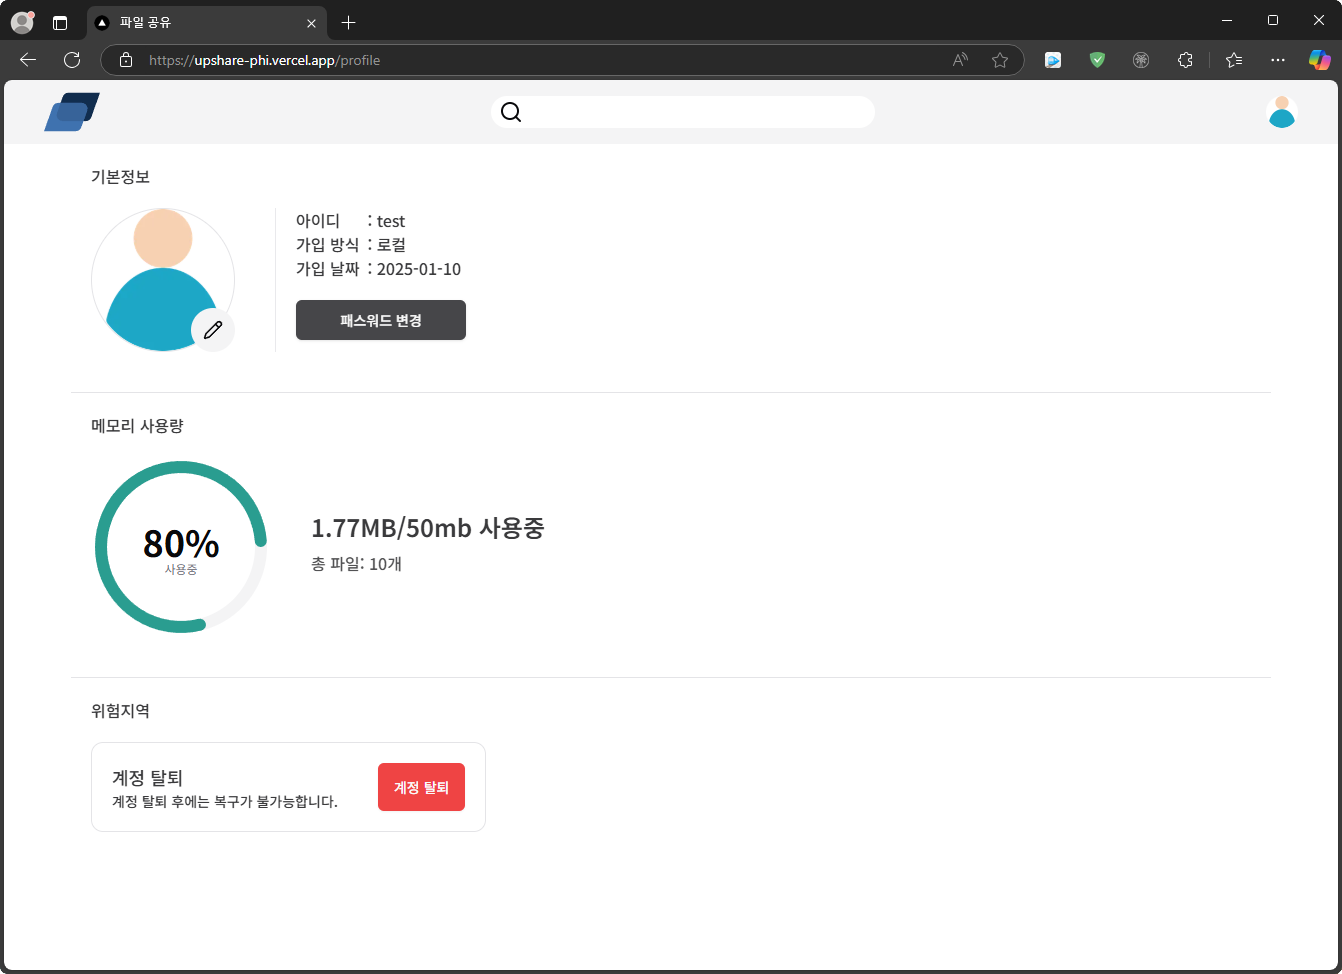 파일 공유
https://upshare-phi.vercel.app/profile
기본정보
아이디 : test
가입 방식 : 로컬
가입 날짜 : 2025-01-10
패스워드 변경
메모리 사용량
80%
사용중
1.77MB/50mb 사용중
총 파일: 10개
위험지역
계정 탈퇴
계정 탈퇴 후에는 복구가 불가능합니다.
계정 탈퇴